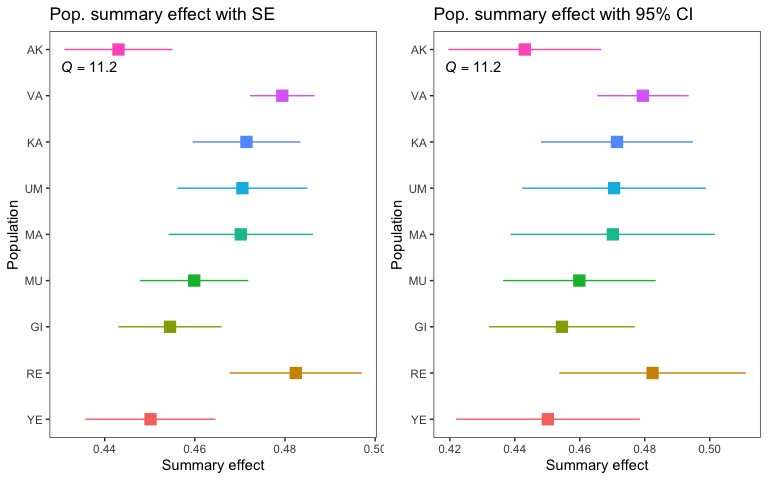 Pop. summary effect with SE
AK
Q = 11.2
VA
KA
UM
MA
MU
GI
RE
YE
Population
0.44 0.46 0.48 0.50
Summary effect
Pop. summary effect with 95% CI
AK
Q = 11.2
VA
KA
UM
MA
MU
GI
RE
YE
Population
0.42 0.44 0.46 0.48 0.50
Summary effect